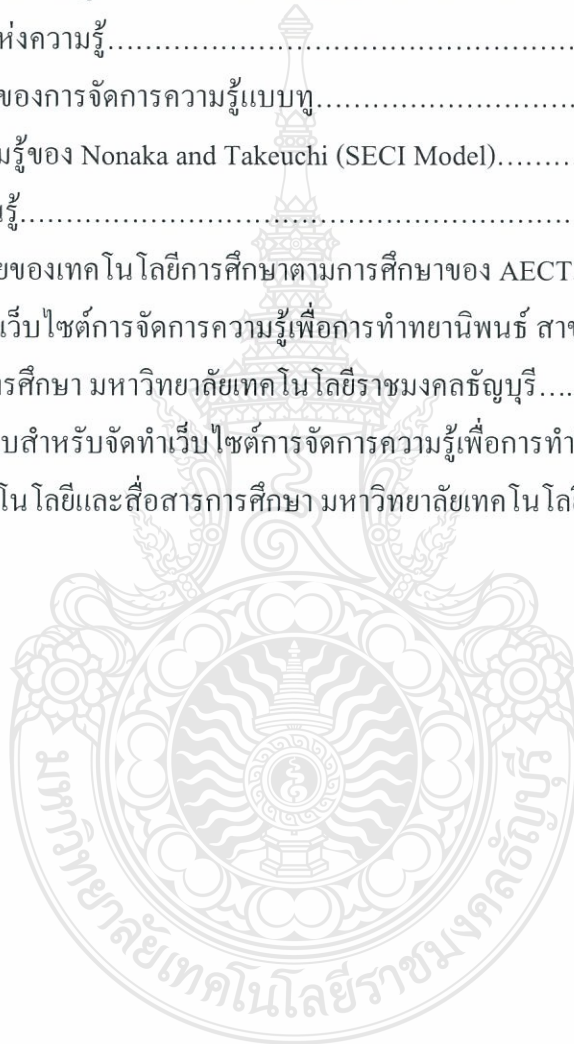 ห่งความรู้…………………………………………………
ของการจัดการความรู้แบบทู……………………
มรู้ของ Nonaka and Takeuchi (SECI Model)………
นรู้…………………………………………………………
ยของเทคโนโลยีการศึกษาตามการศึกษาของ AECT
เว็บไซต์การจัดการความรู้เพื่อการทำทยานิพนธ์ สาข
ารศึกษา มหาวิทยาลัยเทคโนโลยีราชมงคลธัญบุรี….
บสำหรับจัดทำเว็บไซต์การจัดการความรู้เพื่อการทำ
โนโลยีและสื่อสารการศึกษา มหาวิทยาลัยเทคโนโลยี
มหาวิทยาลัยเทคโนโลยีราชมงคลธัญบุรี